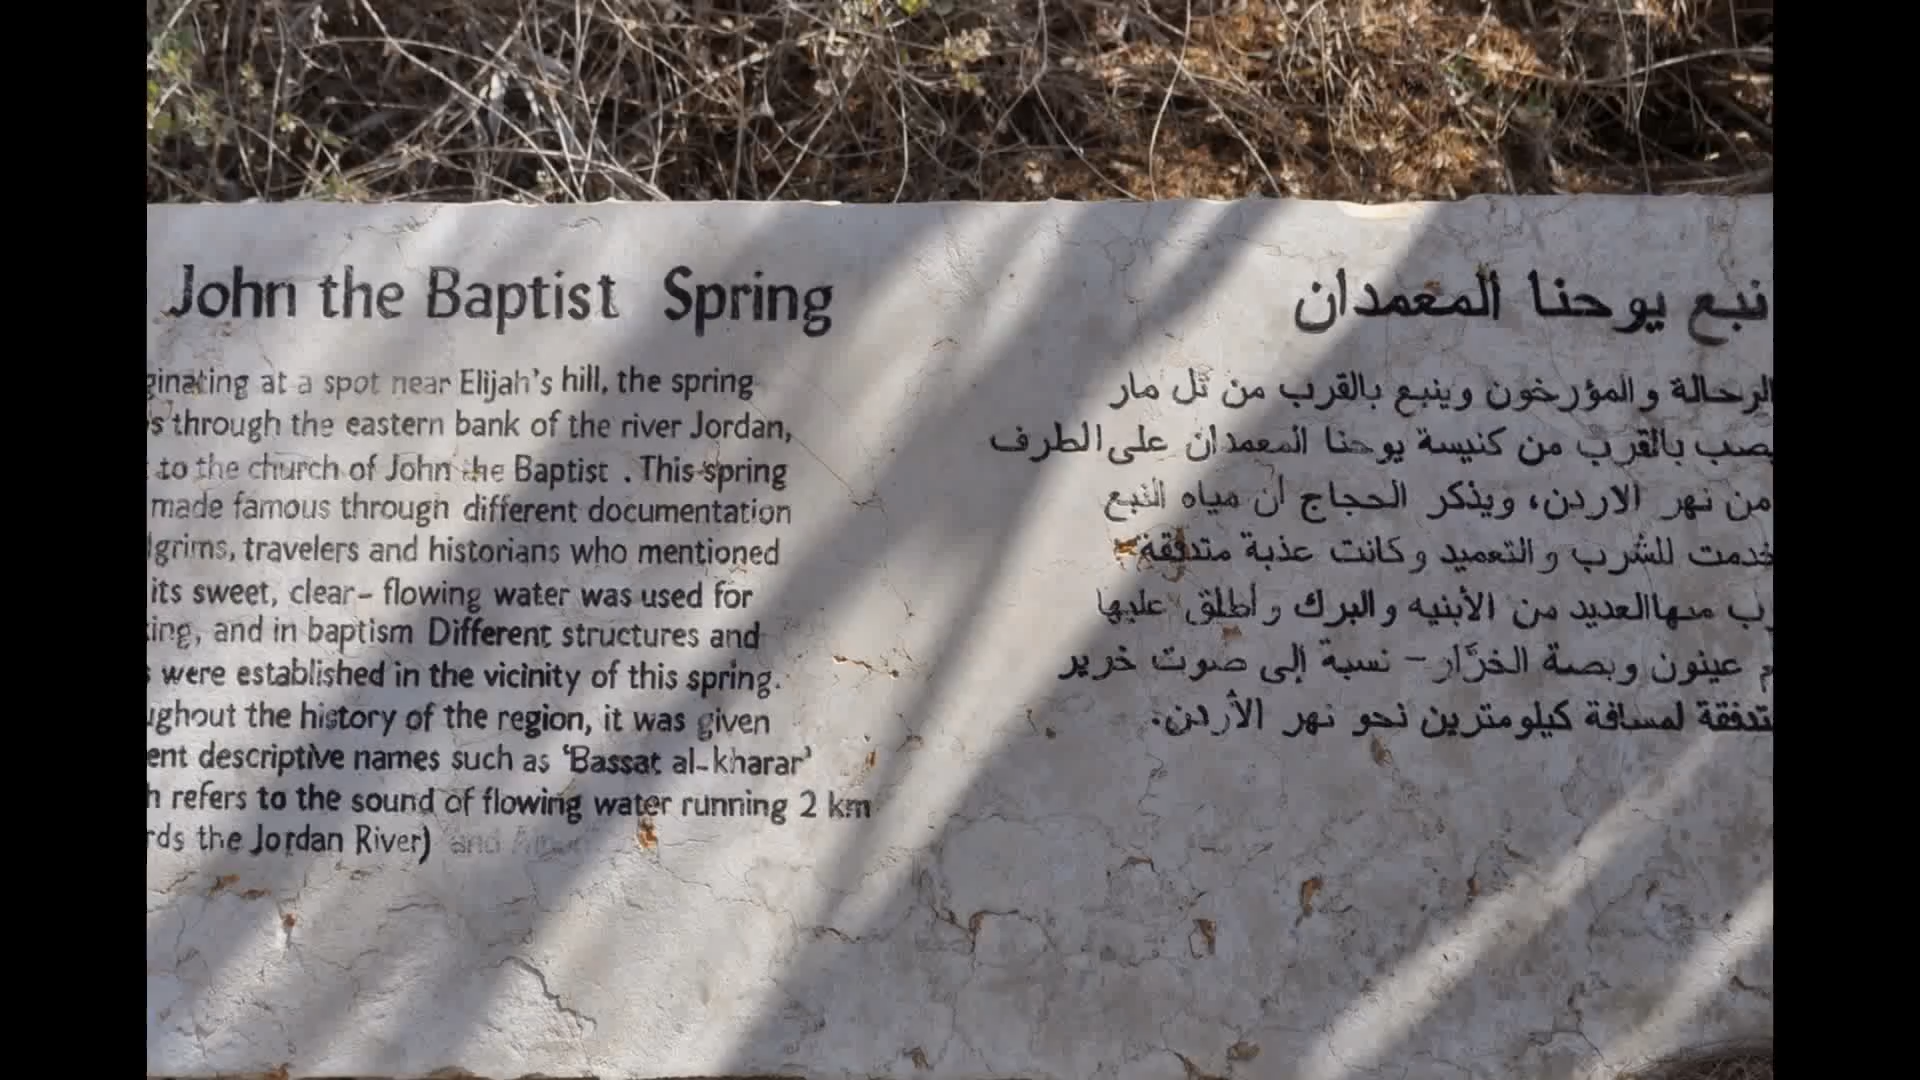 John the Baptist Spring
ginating at a spot near Elijah's hill, the spring
s through the eastern bank of the river Jordan,
to the church of John the Baptist . This spring
made famous through different documentation
lgrims, travelers and historians who mentioned
its sweet, clear- flowing water was used for
king, and in baptism Different structures and
s were established in the vicinity of this spring.
ughout the history of the region, it was given
ent descriptive names such as 'Bassat al-kharar'
h refers to the sound of flowing water running 2 km
rds the Jordan River) and
نبع يوحنا المعمدان
الرحالة والمؤرخون وينبع بالقرب من تل مار
يصب بالقرب من كنيسة يوحنا المعمدان على الطرف
من نهر الاردن، ويذكر الحجاج ان مياه النبع
خدمت للشرب والتعميد وكانت عذبة متدفقة
رب منها العديد من الأبنيه والبرك وأطلق عليها
م عينون وبصة الخرَّار- نسبة إلى صوت خرير
تدفقة لمسافة كيلومترين نحو نهر الأردن.